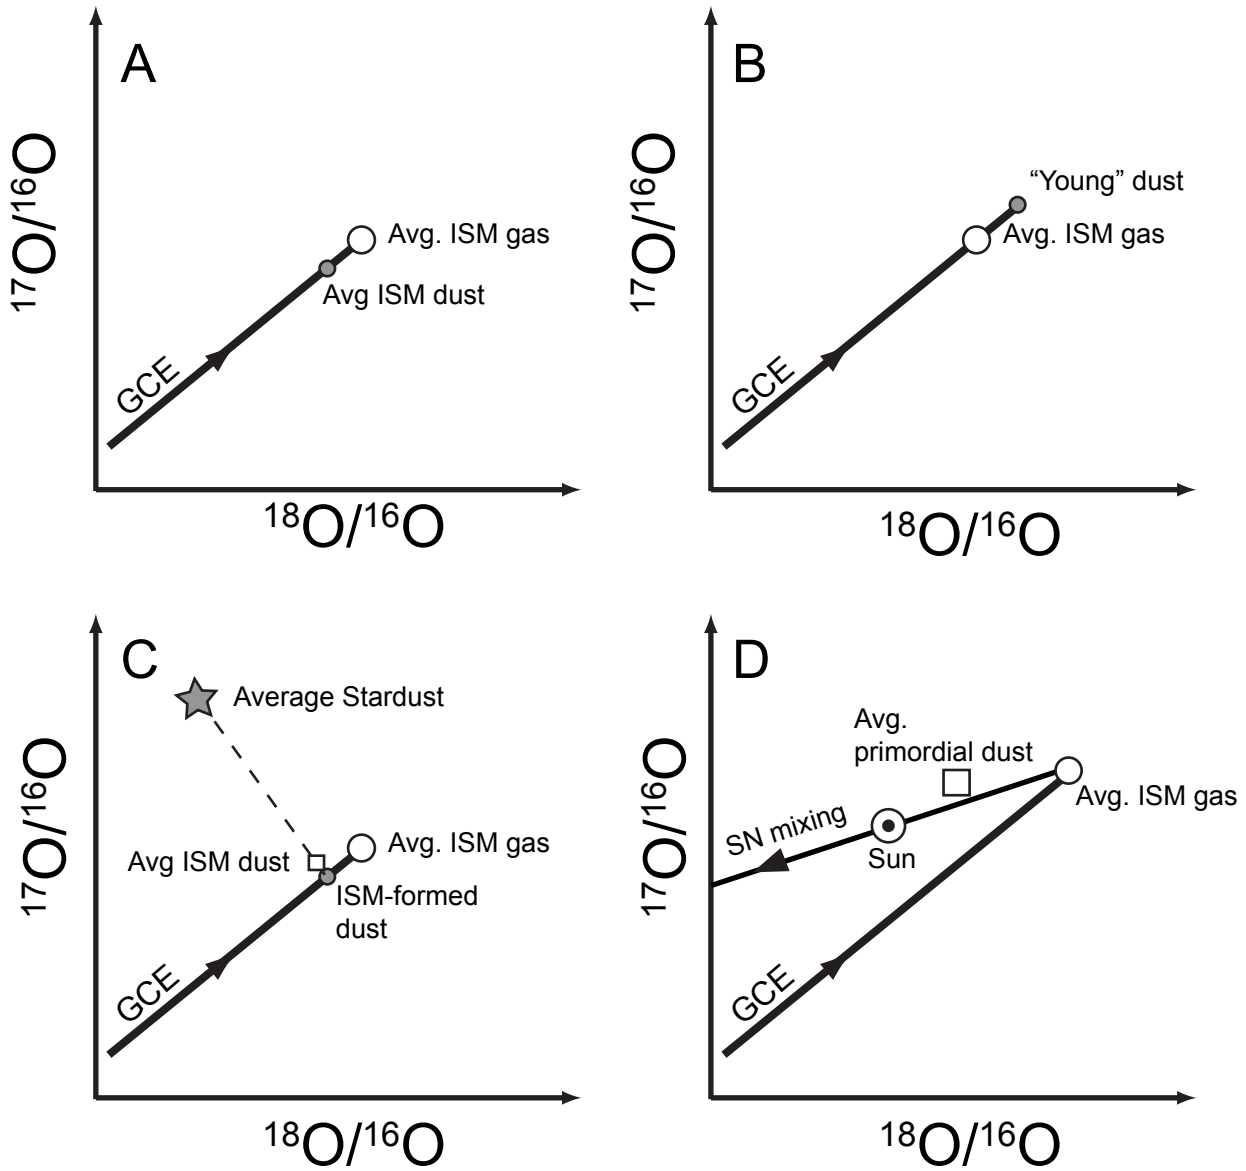 A
¹⁷O/¹⁶O
Avg. ISM gas
Avg ISM dust
GCE
¹⁸O/¹⁶O
B
¹⁷O/¹⁶O
“Young” dust
Avg. ISM gas
GCE
¹⁸O/¹⁶O
C
¹⁷O/¹⁶O
Average Stardust
Avg. ISM gas
Avg ISM dust
ISM-formed
dust
GCE
¹⁸O/¹⁶O
D
¹⁷O/¹⁶O
Avg.
primordial dust
Avg. ISM gas
SN mixing
Sun
GCE
¹⁸O/¹⁶O